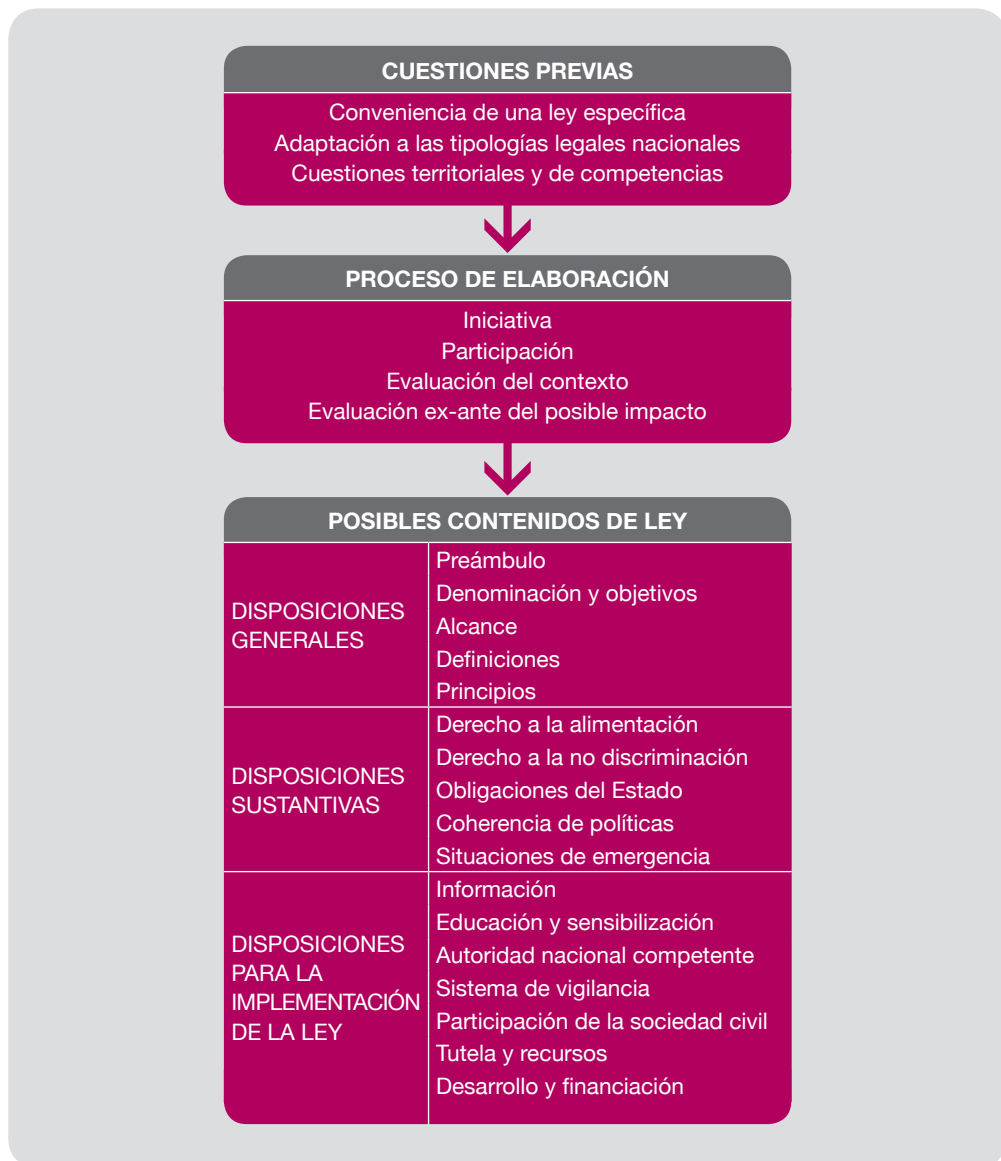 CUESTIONES PREVIAS
Conveniencia de una ley específica
Adaptación a las tipologías legales nacionales
Cuestiones territoriales y de competencias
PROCESO DE ELABORACIÓN
Iniciativa
Participación
Evaluación del contexto
Evaluación ex-ante del posible impacto
POSIBLES CONTENIDOS DE LEY
DISPOSICIONES
GENERALES
Preámbulo
Denominación y objetivos
Alcance
Definiciones
Principios
DISPOSICIONES
SUSTANTIVAS
Derecho a la alimentación
Derecho a la no discriminación
Obligaciones del Estado
Coherencia de políticas
Situaciones de emergencia
DISPOSICIONES
PARA LA
IMPLEMENTACIÓN
DE LA LEY
Información
Educación y sensibilización
Autoridad nacional competente
Sistema de vigilancia
Participación de la sociedad civil
Tutela y recursos
Desarrollo y financiación